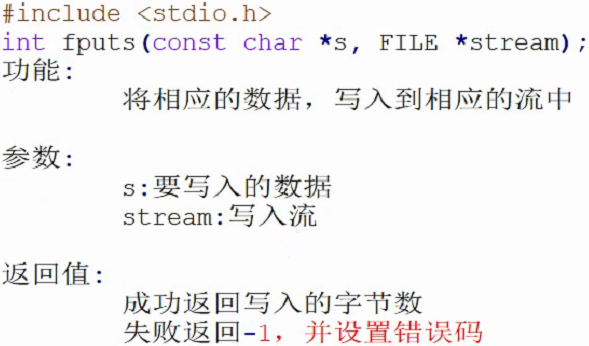 #include <stdio.h>
int fputs(const char *s, FILE *stream);
功能:
将相应的数据，写入到相应的流中
参数:
s:要写入的数据
stream:写入流
返回值:
成功返回写入的字节数
失败返回-1，并设置错误码